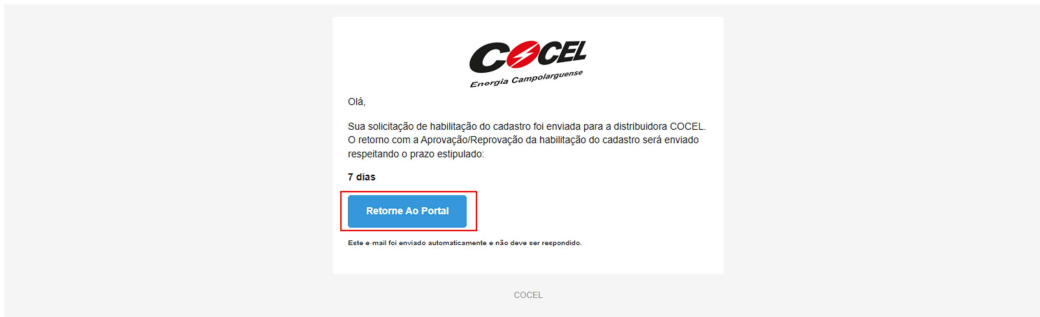 COCEL
Energia Campolarguense
Olá,
Sua solicitação de habilitação do cadastro foi enviada para a distribuidora COCEL.
O retorno com a Aprovação/Reprovação da habilitação do cadastro será enviado
respeitando o prazo estipulado:
7 dias
Retorne Ao Portal
Este e-mail foi enviado automaticamente e não deve ser respondido.
COCEL